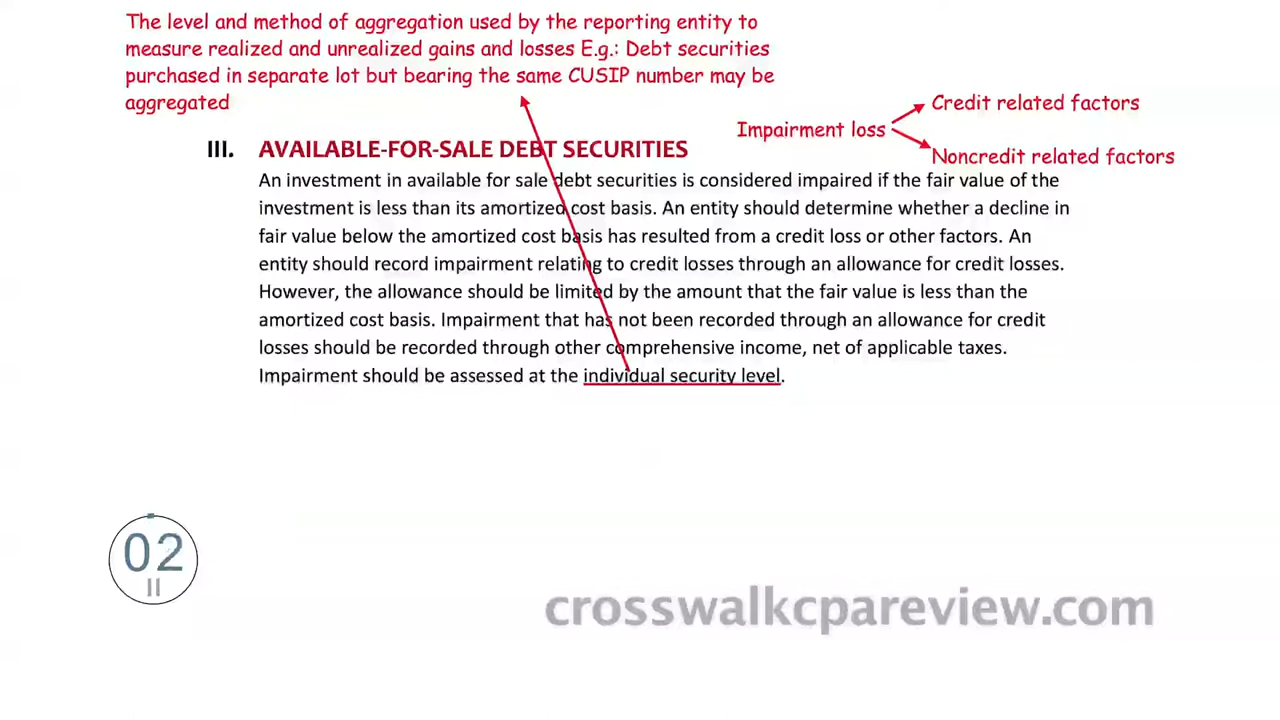 The level and method of aggregation used by the reporting entity to
measure realized and unrealized gains and losses E.g.: Debt securities
purchased in separate lot but bearing the same CUSIP number may be
aggregated
Credit related factors
Impairment loss
Noncredit related factors
III. AVAILABLE-FOR-SALE DEBT SECURITIES
An investment in available for sale debt securities is considered impaired if the fair value of the
investment is less than its amortized cost basis. An entity should determine whether a decline in
fair value below the amortized cost basis has resulted from a credit loss or other factors. An
entity should record impairment relating to credit losses through an allowance for credit losses.
However, the allowance should be limited by the amount that the fair value is less than the
amortized cost basis. Impairment that has not been recorded through an allowance for credit
losses should be recorded through other comprehensive income, net of applicable taxes.
Impairment should be assessed at the individual security level.
02
crosswalkcpareview.com